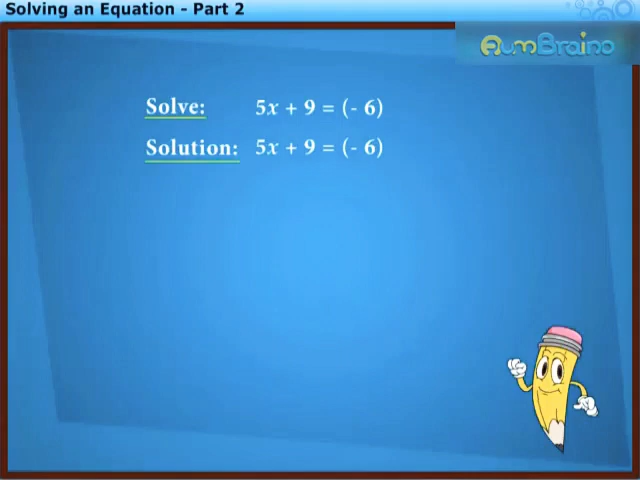 Solving an Equation - Part 2
AumBraino
Solve: 5x + 9 = (- 6)
Solution: 5x + 9 = (- 6)